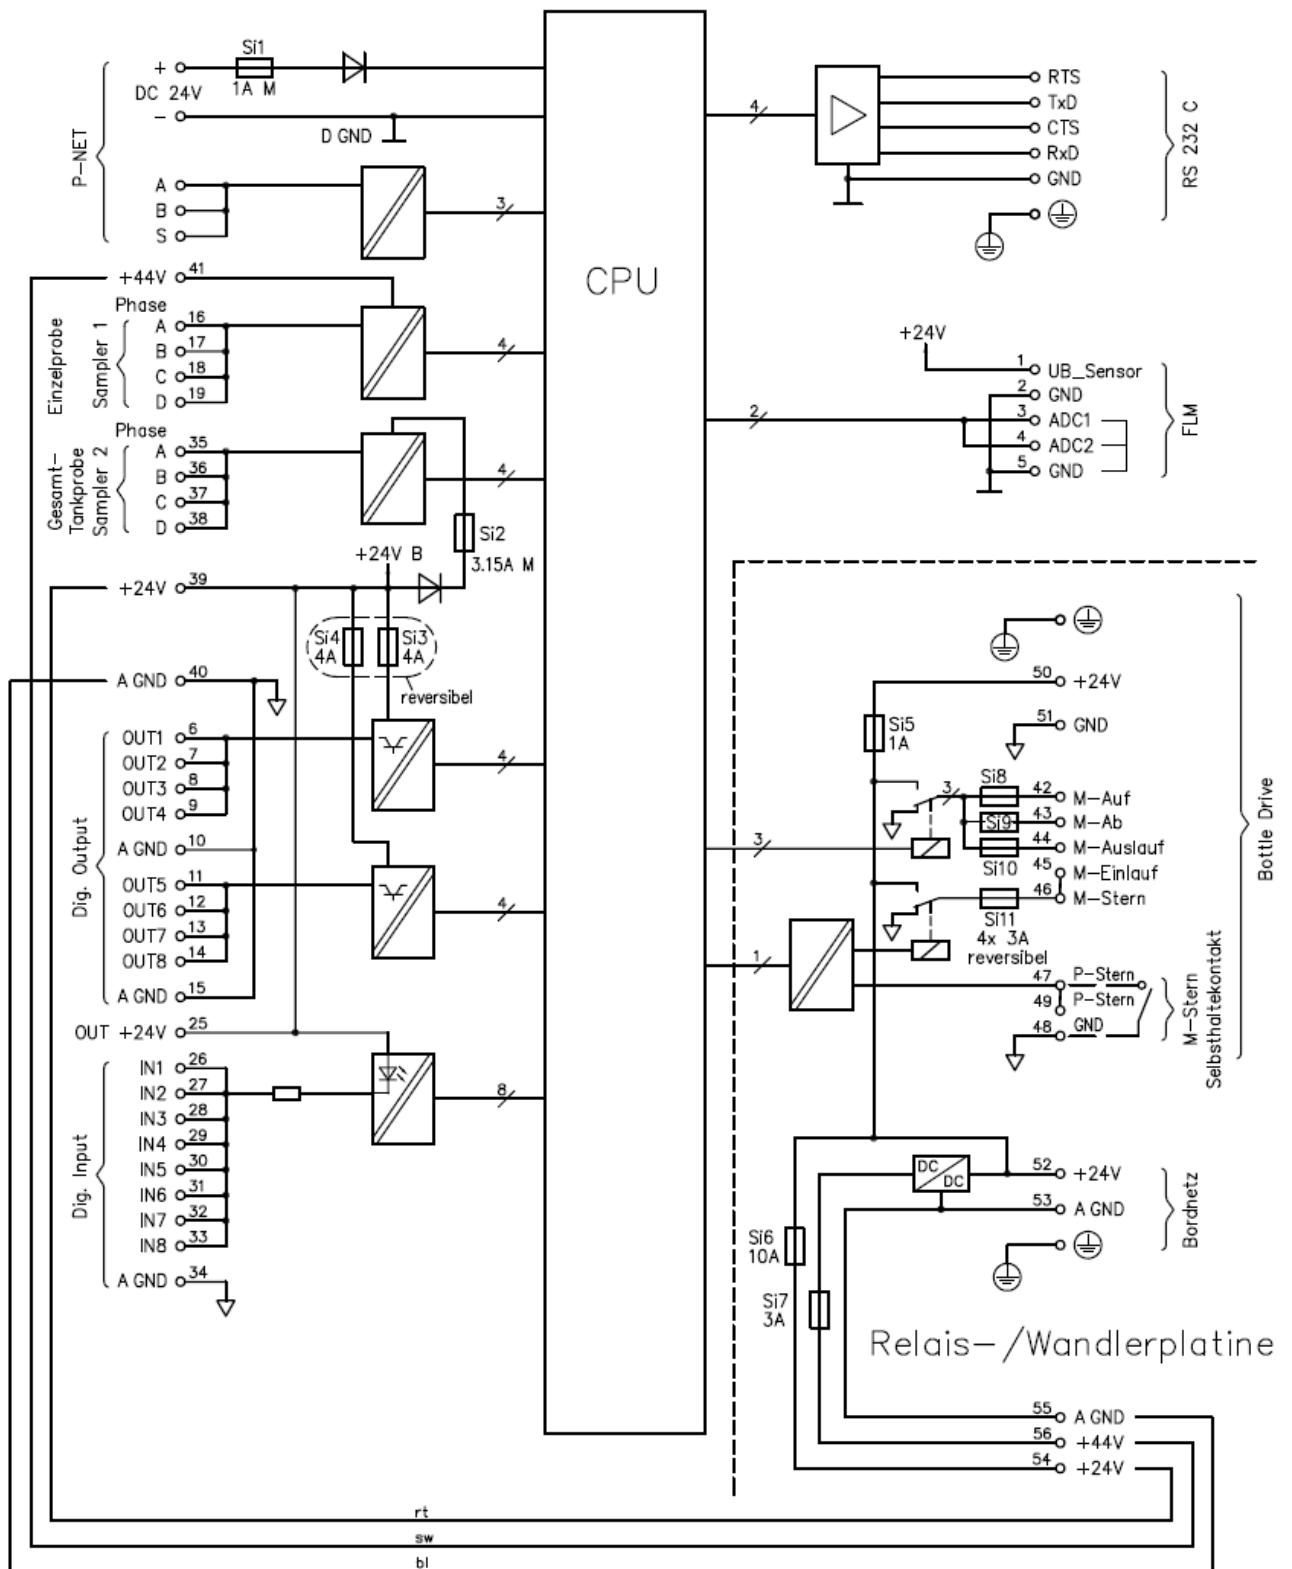 P-NET
+
DC 24V
-
Si1
1A M
D GND
A
B
S
3
+44V 41
Einzelprobe
Sampler 1
Phase
A 16
B 17
C 18
D 19
4
Gesamt-
Tankprobe
Sampler 2
Phase
A 35
B 36
C 37
D 38
4
Si2
3.15A M
+24V B
+24V 39
Si4
4A
Si3
4A
reversibel
A GND 40
Dig. Output
OUT1 6
OUT2 7
OUT3 8
OUT4 9
4
A GND 10
OUT5 11
OUT6 12
OUT7 13
OUT8 14
4
A GND 15
OUT +24V 25
Dig. Input
IN1 26
IN2 27
IN3 28
IN4 29
IN5 30
IN6 31
IN7 32
IN8 33
8
A GND 34
CPU
4
RTS
TxD
CTS
RxD
GND
RS 232 C
+24V
2
1 UB_Sensor
2 GND
3 ADC1
4 ADC2
5 GND
FLM
50 +24V
51 GND
Si5
1A
3
3
Si8
Si9
Si10
42 M-Auf
43 M-Ab
44 M-Auslauf
45 M-Einlauf
46 M-Stern
Si11
4x 3A
reversibel
1
47 P-Stern
49 P-Stern
48 GND
M-Stern
Selbsthaltekontakt
Bottle Drive
DC
DC
52 +24V
53 A GND
Bordnetz
Si6
10A
Si7
3A
Relais-/Wandlerplatine
55 A GND
56 +44V
54 +24V
rt
sw
bl